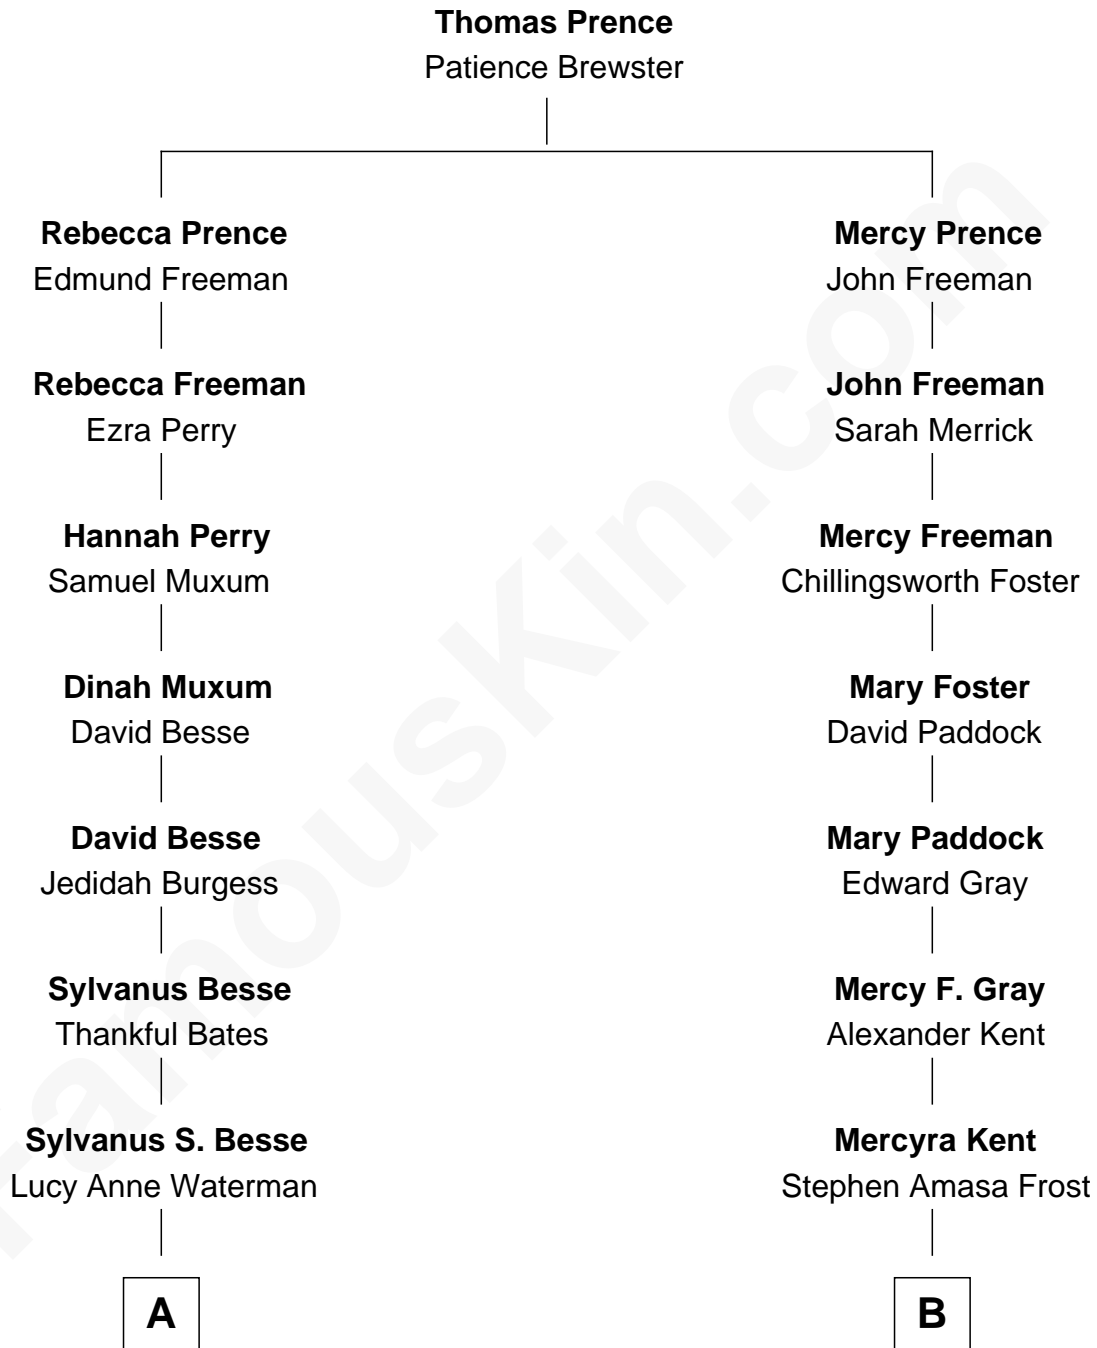 Thomas Prence
Patience Brewster
Rebecca Prence
Edmund Freeman
Mercy Prence
John Freeman
Rebecca Freeman
Ezra Perry
John Freeman
Sarah Merrick
Hannah Perry
Samuel Muxum
Mercy Freeman
Chillingsworth Foster
Dinah Muxum
David Besse
Mary Foster
David Paddock
David Besse
Jedidah Burgess
Mary Paddock
Edward Gray
Sylvanus Besse
Thankful Bates
Mercy F. Gray
Alexander Kent
Sylvanus S. Besse
Lucy Anne Waterman
Mercyra Kent
Stephen Amasa Frost
A
B
famouskin.com